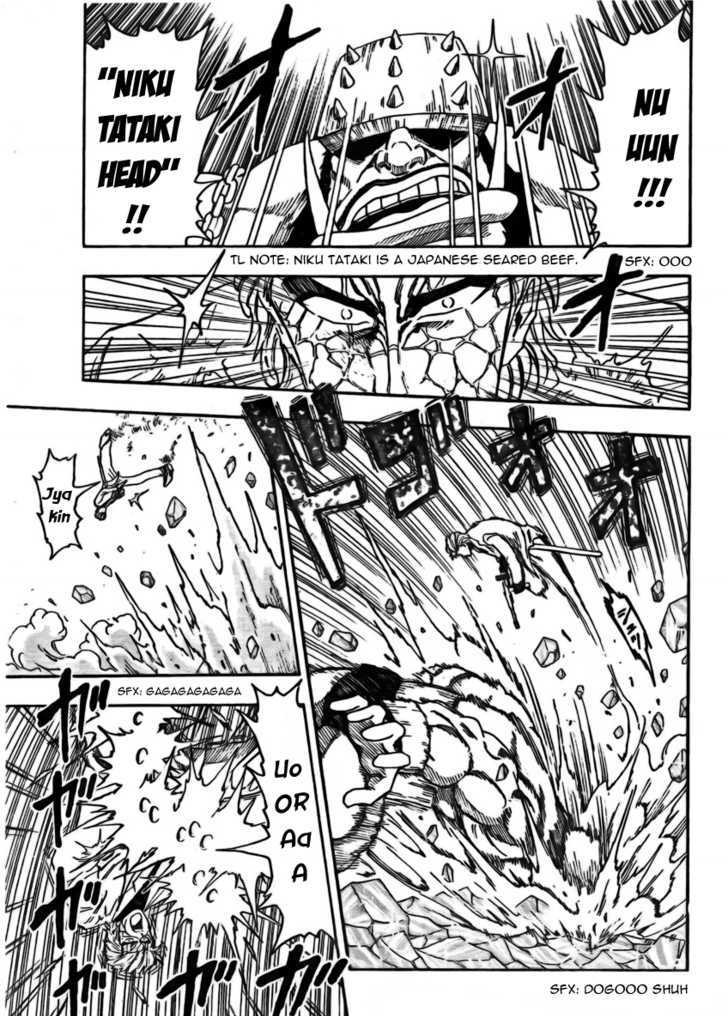 NU
UUN
!!!
オ
オ
"NIKU
TATAKI
HEAD"
!!
TL NOTE: NIKU TATAKI IS A JAPANESE SEARED BEEF.
SFX: OOO
オ
ドゴオオ
Jya
kin
SFX: GAGAGAGAGAGA
Uo
OR
Aa
A
ガ
ガ
ガ
ガ
ガ
ガ
SFX: DOGOOO SHUH